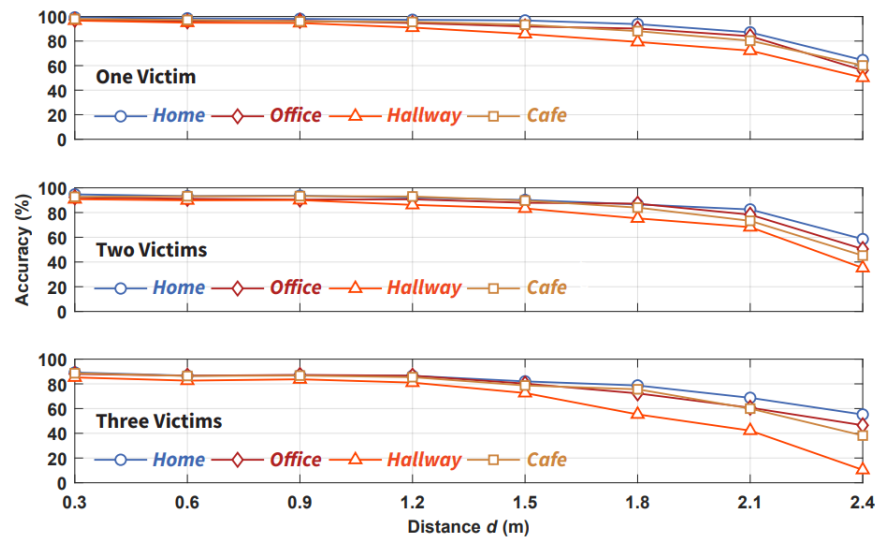 100
80
60
40
20
0
One Victim
Home Office Hallway Cafe
100
80
60
40
20
0
Two Victims
Home Office Hallway Cafe
Accuracy (%)
100
80
60
40
20
0
Three Victims
Home Office Hallway Cafe
0.3 0.6 0.9 1.2 1.5 1.8 2.1 2.4
Distance d (m)